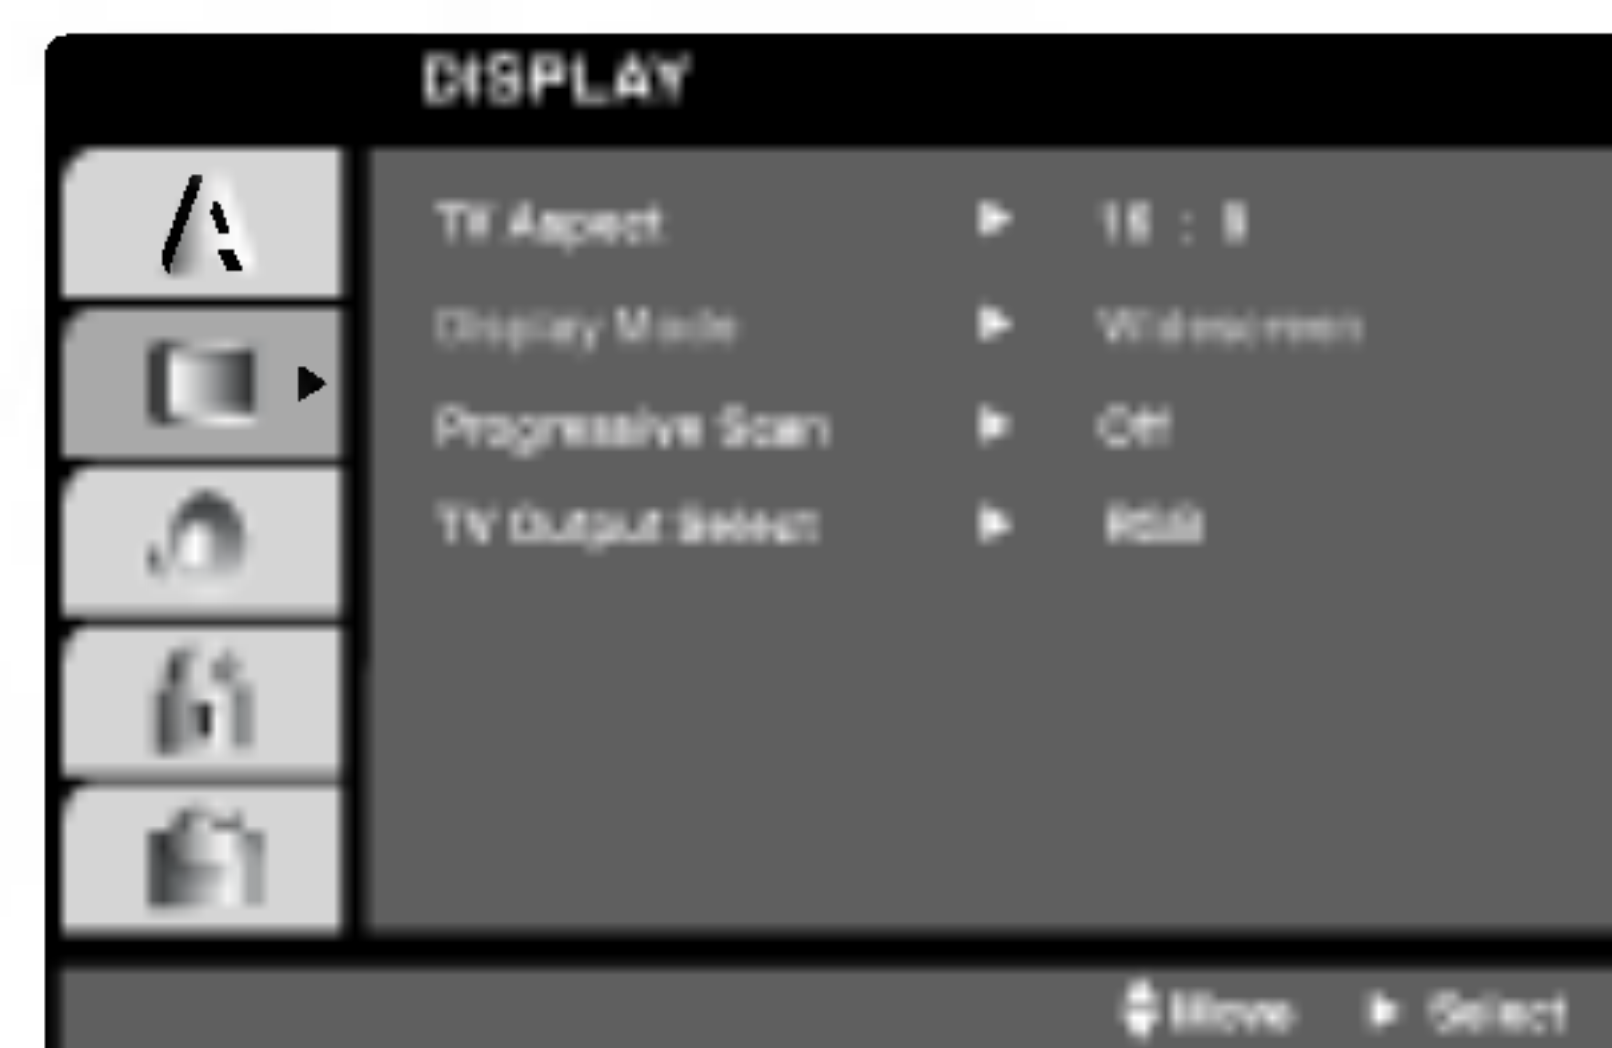 DISPLAY
TV Aspect ► 16 : 9
Display Mode ► Widescreen
Progressive Scan ► Off
TV Output Select ► RGB
Move ► Select